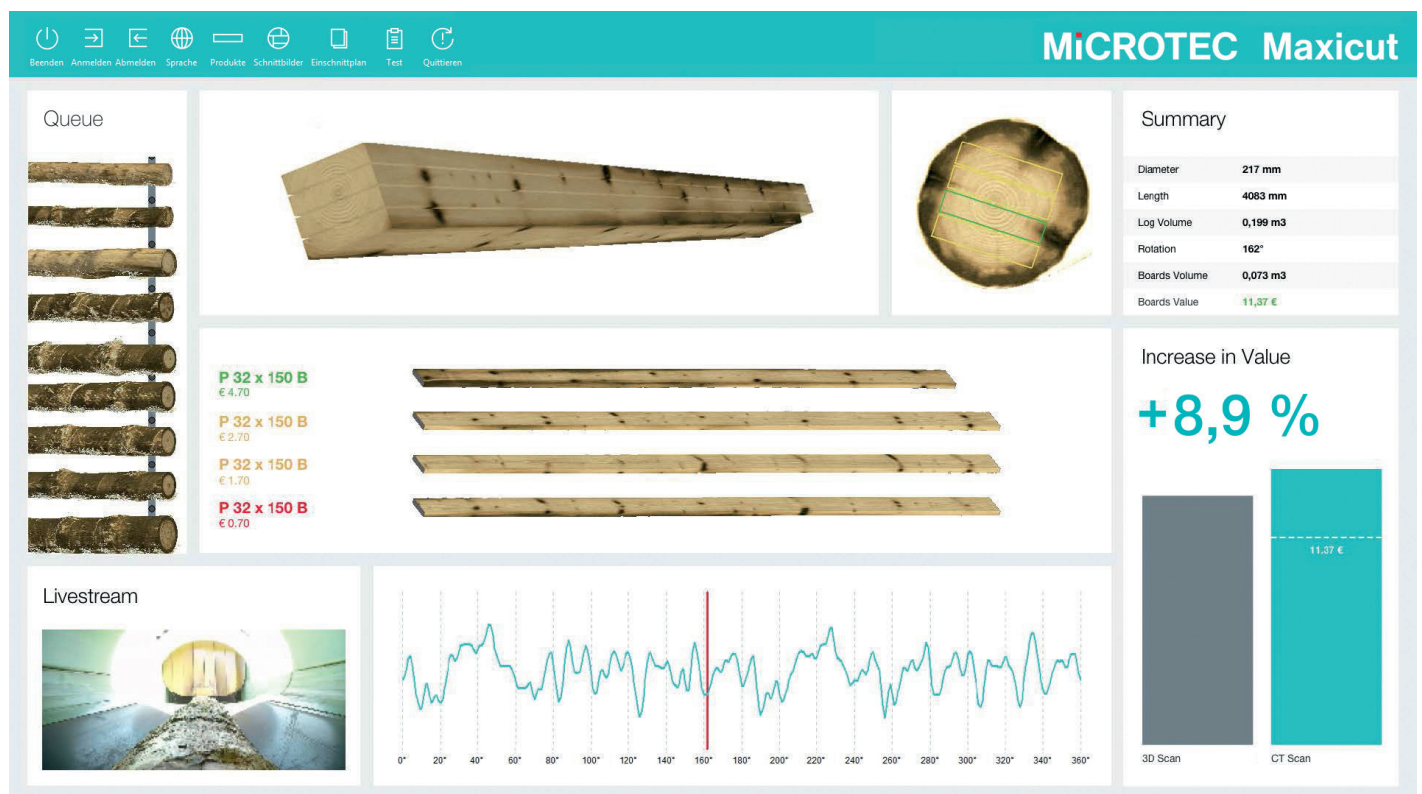 Beenden Anmelden Abmelden Sprache Produkte Schnittbilder Einschnittplan Test Quittieren
MiCROTEC Maxicut
Queue
Summary
Diameter 217 mm
Length 4083 mm
Log Volume 0,199 m3
Rotation 162°
Boards Volume 0,073 m3
Boards Value 11,37 €
P 32 x 150 B
€ 4.70
P 32 x 150 B
€ 2.70
P 32 x 150 B
€ 1.70
P 32 x 150 B
€ 0.70
Increase in Value
+8,9 %
11.37 €
3D Scan CT Scan
Livestream
0° 20° 40° 60° 80° 100° 120° 140° 160° 180° 200° 220° 240° 260° 280° 300° 320° 340° 360°